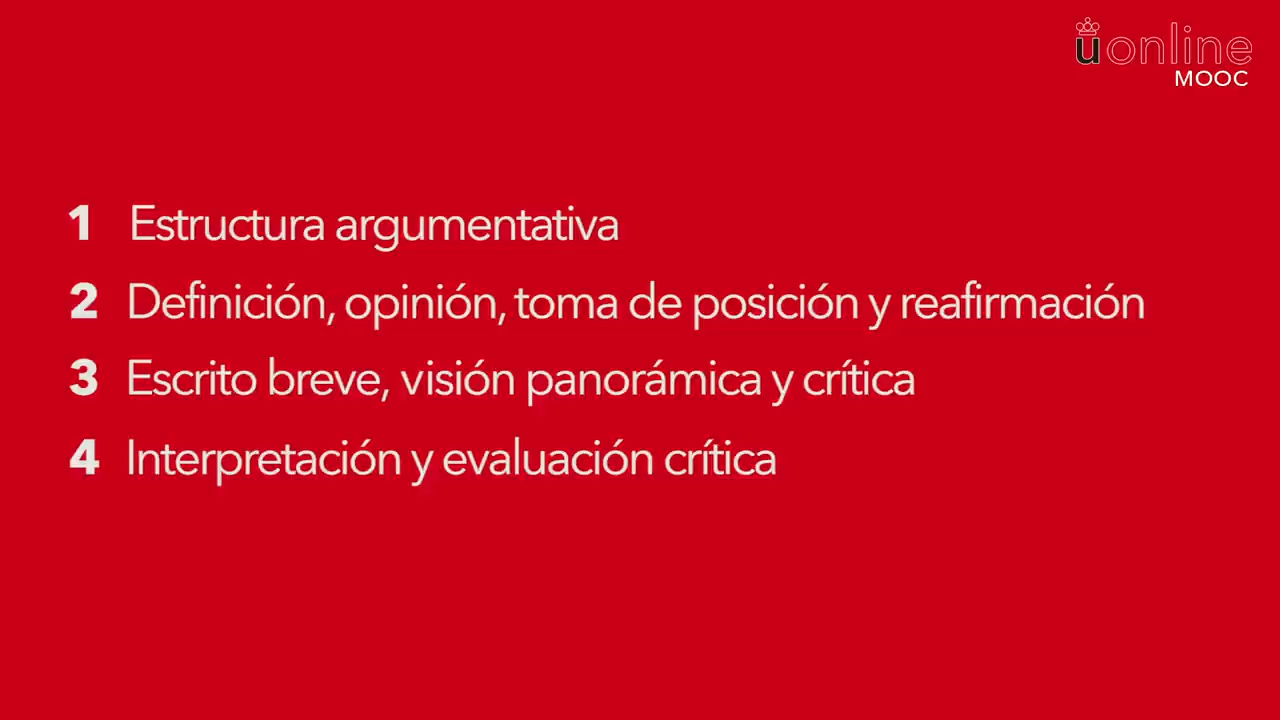 uonline
MOOC
1 Estructura argumentativa
2 Definición, opinión, toma de posición y reafirmación
3 Escrito breve, visión panorámica y crítica
4 Interpretación y evaluación crítica